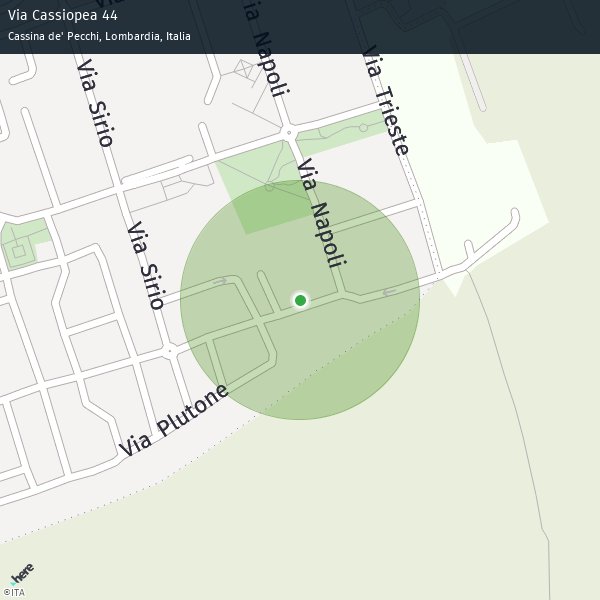 Via Cassiopea 44
Cassina de' Pecchi, Lombardia, Italia
Via
Via Napoli
Via Sirio
Via Trieste
Via Napoli
Via Sirio
Via Plutone
here
©ITA